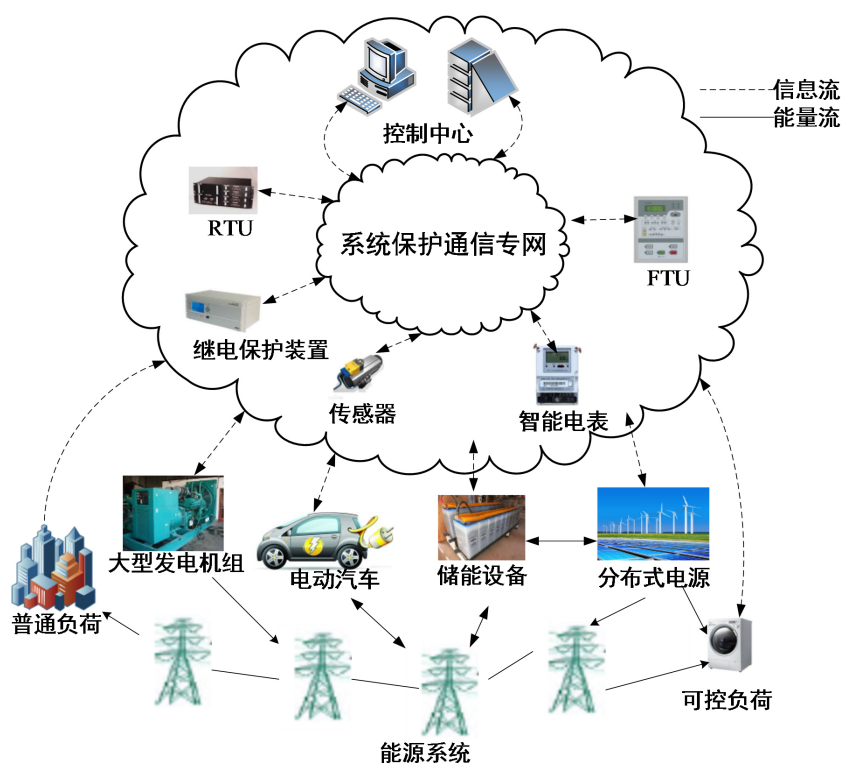 信息流
能量流
控制中心
RTU
系统保护通信专网
FTU
继电保护装置
传感器
智能电表
大型发电机组
电动汽车
储能设备
分布式电源
普通负荷
可控负荷
能源系统